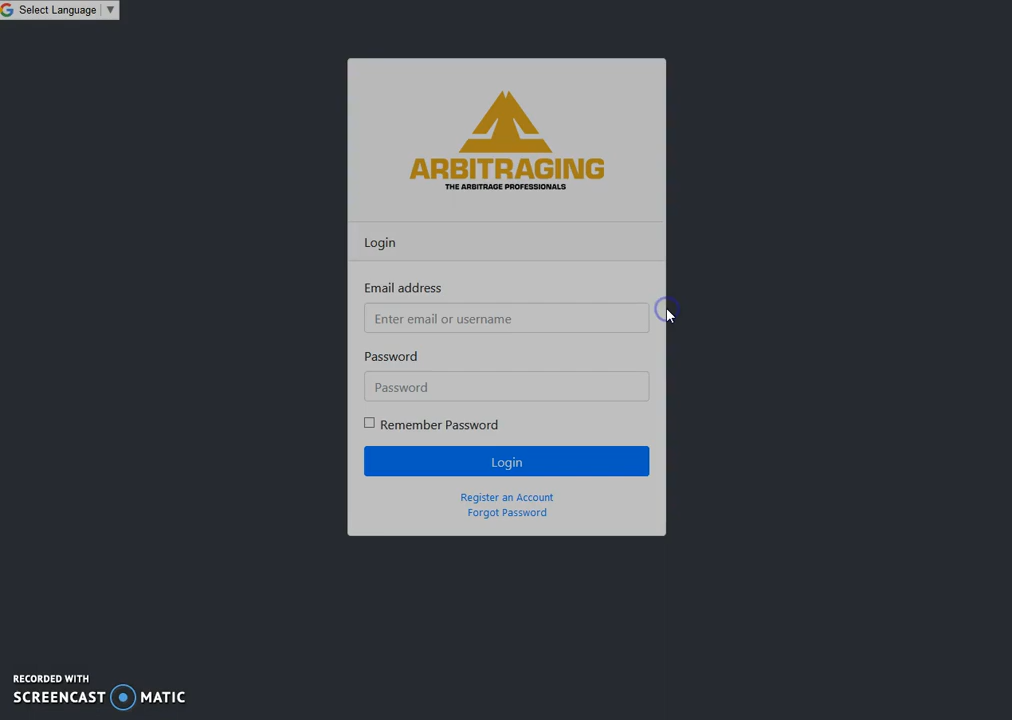 Select Language ▼
ARBITRAGING
THE ARBITRAGE PROFESSIONALS
Login
Email address
Enter email or username
Password
Password
Remember Password
Login
Register an Account
Forgot Password
RECORDED WITH
SCREENCAST MATIC